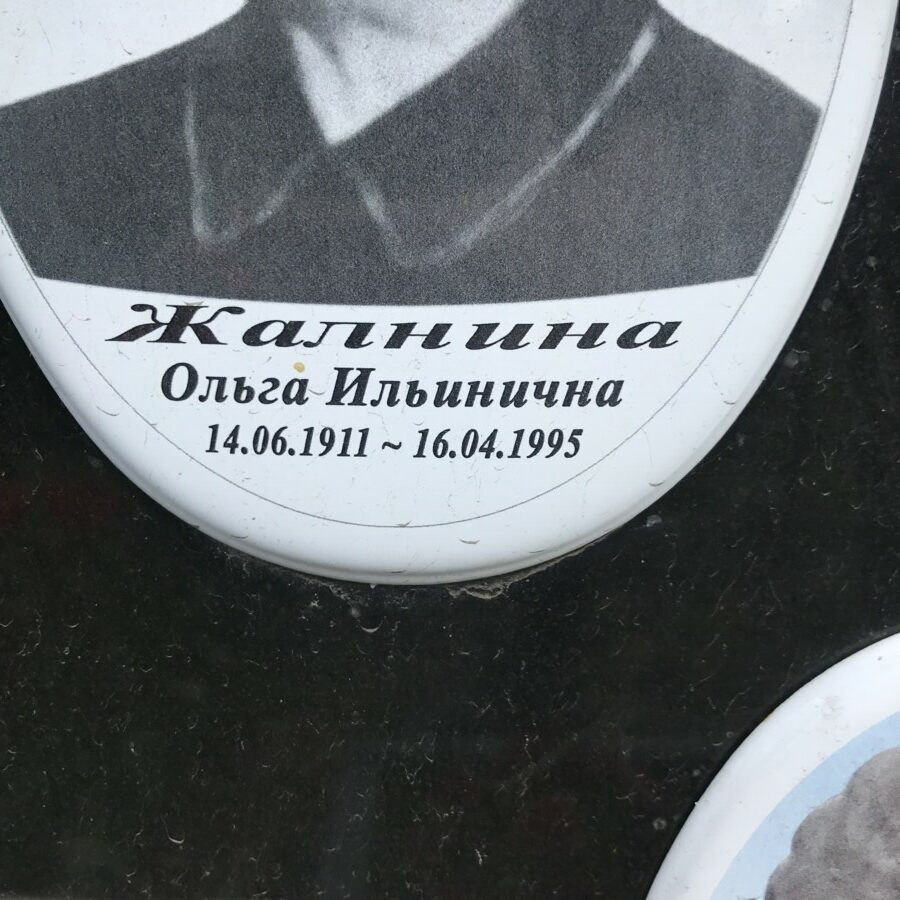 Жалнина
Ольга Ильинична
14.06.1911 ~ 16.04.1995